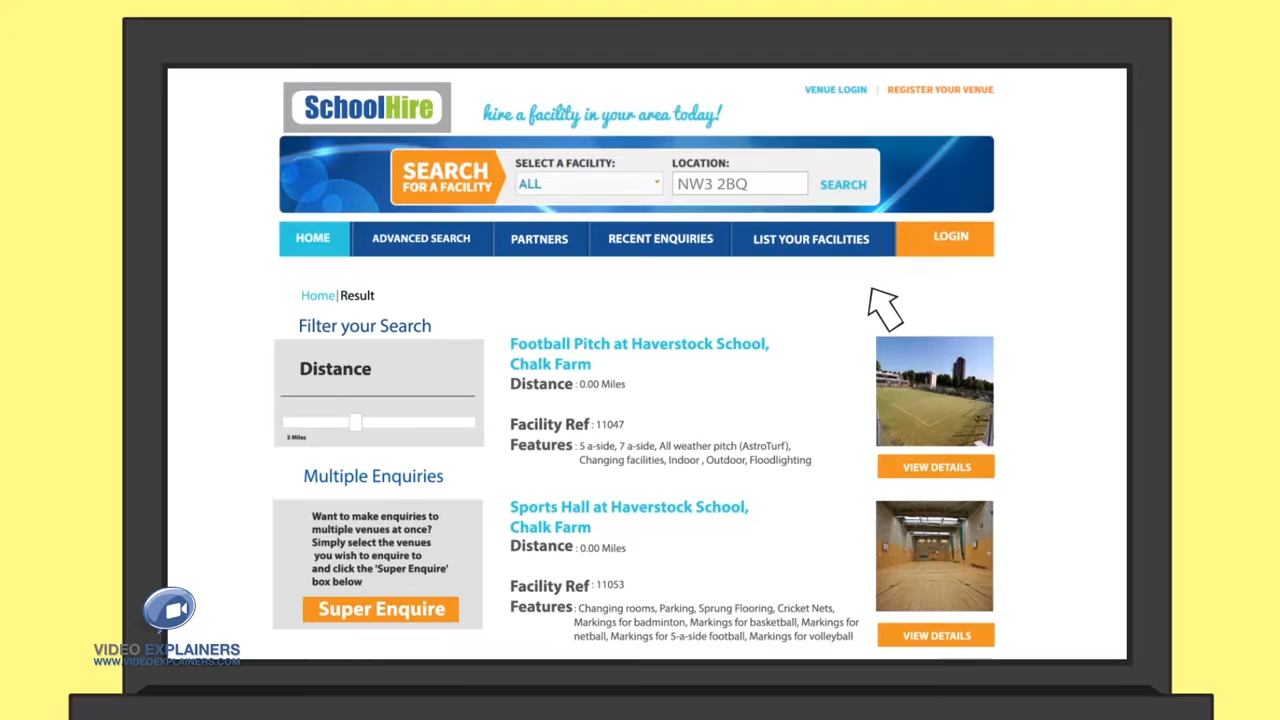 SchoolHire
hire a facility in your area today!
VENUE LOGIN | REGISTER YOUR VENUE
SEARCH
FOR A FACILITY
SELECT A FACILITY:
ALL
LOCATION:
NW3 2BQ
SEARCH
HOME
ADVANCED SEARCH
PARTNERS
RECENT ENQUIRIES
LIST YOUR FACILITIES
LOGIN
Home|Result
Filter your Search
Distance
5 Miles
Multiple Enquiries
Want to make enquiries to
multiple venues at once?
Simply select the venues
you wish to enquire to
and click the 'Super Enquire'
box below
Super Enquire
Football Pitch at Haverstock School,
Chalk Farm
Distance : 0.00 Miles
Facility Ref : 11047
Features : 5 a-side, 7 a-side, All weather pitch (AstroTurf),
Changing facilities, Indoor , Outdoor, Floodlighting
VIEW DETAILS
Sports Hall at Haverstock School,
Chalk Farm
Distance : 0.00 Miles
Facility Ref : 11053
Features : Changing rooms, Parking, Sprung Flooring, Cricket Nets,
Markings for badminton, Markings for basketball, Markings for
netball, Markings for 5-a-side football, Markings for volleyball
VIEW DETAILS
VIDEO EXPLAINERS
WWW.VIDEOEXPLAINERS.COM